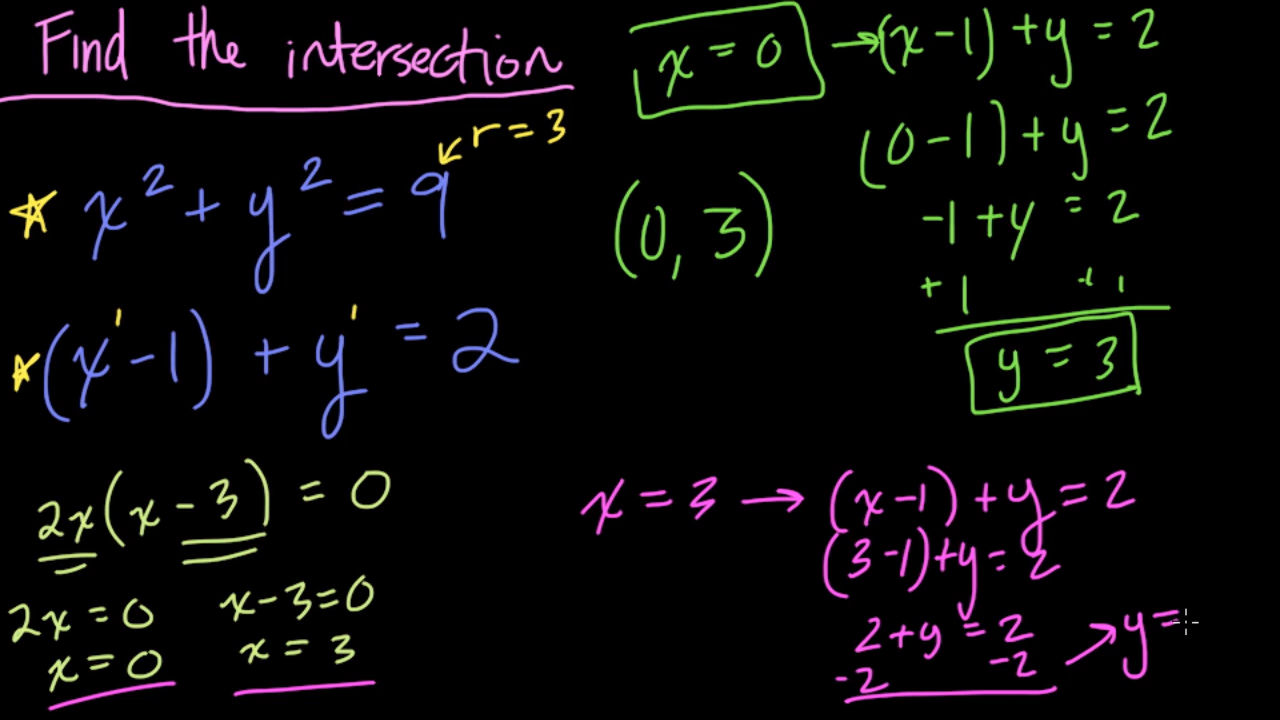 Find the intersection
r = 3
x² + y² = 9
(x' - 1) + y' = 2
2x(x - 3) = 0
2x = 0
x = 0
x - 3 = 0
x = 3
x = 0 → (x - 1) + y = 2
(0 - 1) + y = 2
-1 + y = 2
+ 1 + 1
y = 3
(0, 3)
x = 3 → (x - 1) + y = 2
(3 - 1) + y = 2
2 + y = 2
-2 -2 → y =